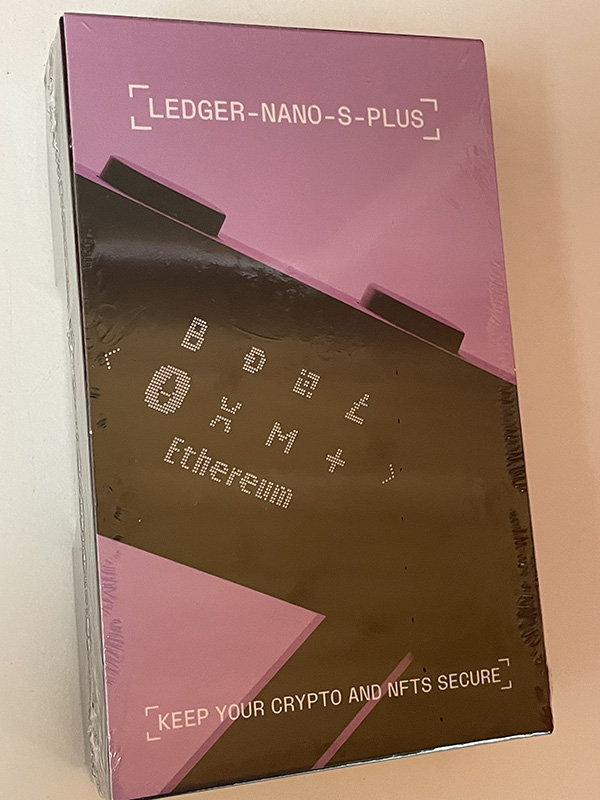 LEDGER-NANO-S-PLUS
Ethereum
KEEP YOUR CRYPTO AND NFTS SECURE